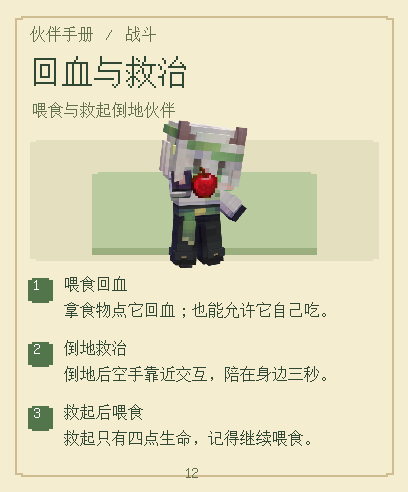 伙伴手册 / 战斗
回血与救治
喂食与救起倒地伙伴
1 喂食回血
拿食物点它回血；也能允许它自己吃。
2 倒地救治
倒地后空手靠近交互，陪在身边三秒。
3 救起后喂食
救起只有四点生命，记得继续喂食。
12